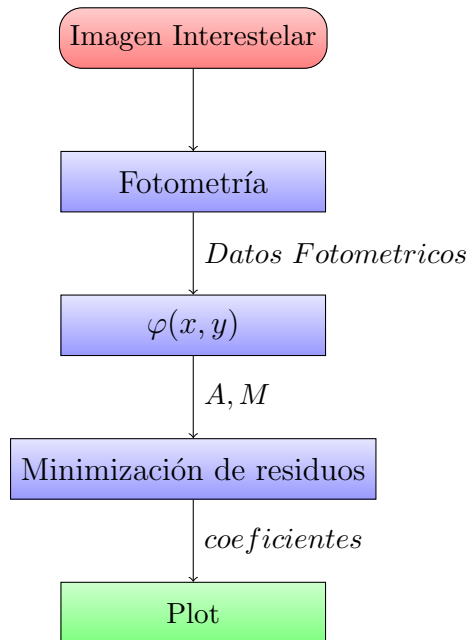 Imagen Interestelar
Fotometría
Datos Fotometricos
φ(x, y)
A, M
Minimización de residuos
coeficientes
Plot